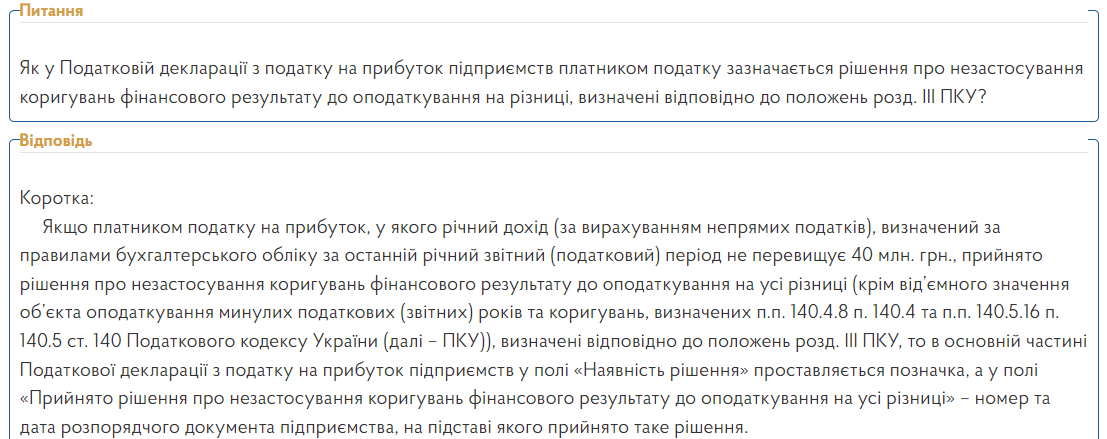 Питання
Як у Податковій декларації з податку на прибуток підприємств платником податку зазначається рішення про незастосування
коригувань фінансового результату до оподаткування на різниці, визначені відповідно до положень розд. ІІІ ПКУ?
Відповідь
Коротка:
Якщо платником податку на прибуток, у якого річний дохід (за вирахуванням непрямих податків), визначений за
правилами бухгалтерського обліку за останній річний звітний (податковий) період не перевищує 40 млн. грн., прийнято
рішення про незастосування коригувань фінансового результату до оподаткування на усі різниці (крім від’ємного значення
об’єкта оподаткування минулих податкових (звітних) років та коригувань, визначених п.п. 140.4.8 п. 140.4 та п.п. 140.5.16 п.
140.5 ст. 140 Податкового кодексу України (далі – ПКУ)), визначені відповідно до положень розд. ІІІ ПКУ, то в основній частині
Податкової декларації з податку на прибуток підприємств у полі «Наявність рішення» проставляється позначка, а у полі
«Прийнято рішення про незастосування коригувань фінансового результату до оподаткування на усі різниці» – номер та
дата розпорядчого документа підприємства, на підставі якого прийнято таке рішення.